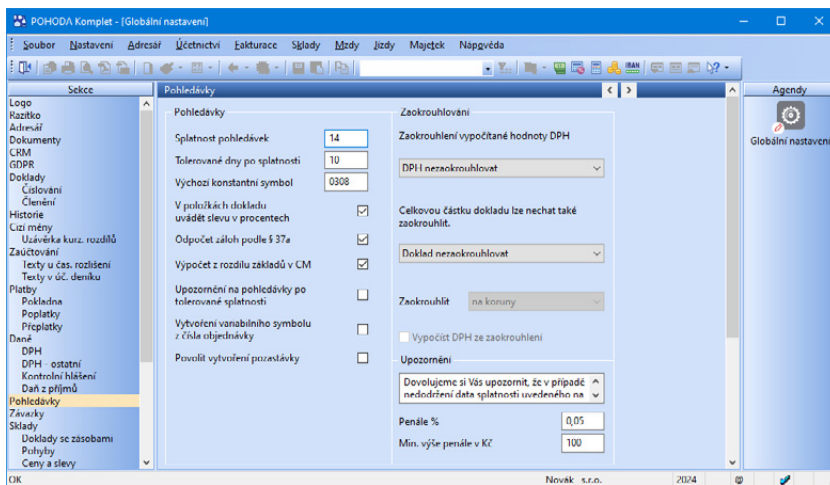 POHODA Komplet - [Globální nastavení]
Soubor Nastavení Adresář Účetnictví Fakturace Sklady Mzdy Jízdy Majetek Nápověda
IBAN
Sekce
Logo
Razítko
Adresář
Dokumenty
CRM
GDPR
Doklady
Číslování
Členění
Historie
Cizí měny
Uzávěrka kurz. rozdílů
Zaúčtování
Texty u čas. rozlišení
Texty v úč. deníku
Platby
Pokladna
Poplatky
Přeplatky
Daně
DPH
DPH - ostatní
Kontrolní hlášení
Daň z příjmů
Pohledávky
Závazky
Sklady
Doklady se zásobami
Pohyby
Ceny a slevy
Pohledávky
Pohledávky
Splatnost pohledávek 14
Tolerované dny po splatnosti 10
Výchozí konstantní symbol 0308
V položkách dokladu
uvádět slevu v procentech
Odpočet záloh podle § 37a
Výpočet z rozdílu základů v CM
Upozornění na pohledávky po
tolerované splatnosti
Vytvoření variabilního symbolu
z čísla objednávky
Povolit vytvoření pozastávky
Zaokrouhlování
Zaokrouhlení vypočítané hodnoty DPH
DPH nezaokrouhlovat
Celkovou částku dokladu lze nechat také
zaokrouhlit.
Doklad nezaokrouhlovat
Zaokrouhlit na koruny
Vypočíst DPH ze zaokrouhlení
Upozornění
Dovolujeme si Vás upozornit, že v případě
nedodržení data splatnosti uvedeného na
Penále % 0,05
Min. výše penále v Kč 100
Agendy
Globální nastavení
OK
Novák s.r.o. 2024